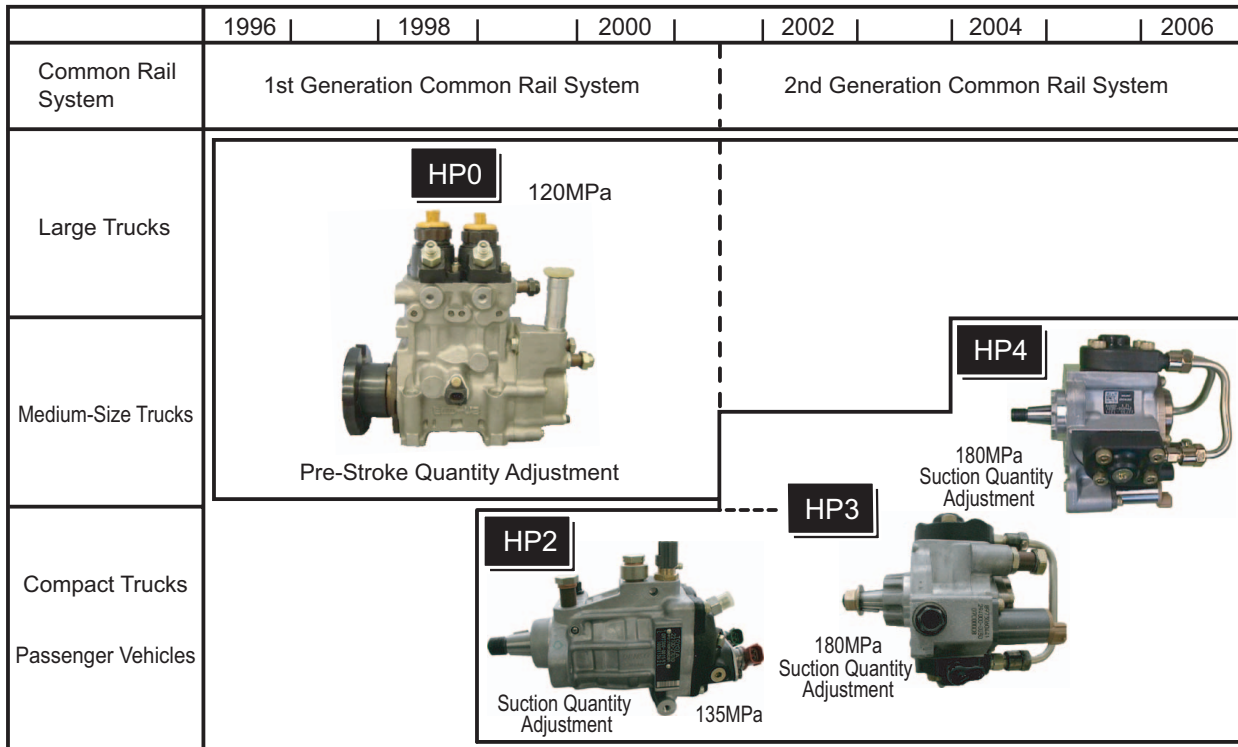 1996 | | 1998 | | 2000 | | 2002 | | 2004 | | 2006
Common Rail
System
1st Generation Common Rail System
2nd Generation Common Rail System
Large Trucks
HP0
120MPa
Pre-Stroke Quantity Adjustment
Medium-Size Trucks
HP4
180MPa
Suction Quantity
Adjustment
Compact Trucks
Passenger Vehicles
HP2
Suction Quantity
Adjustment
135MPa
HP3
180MPa
Suction Quantity
Adjustment